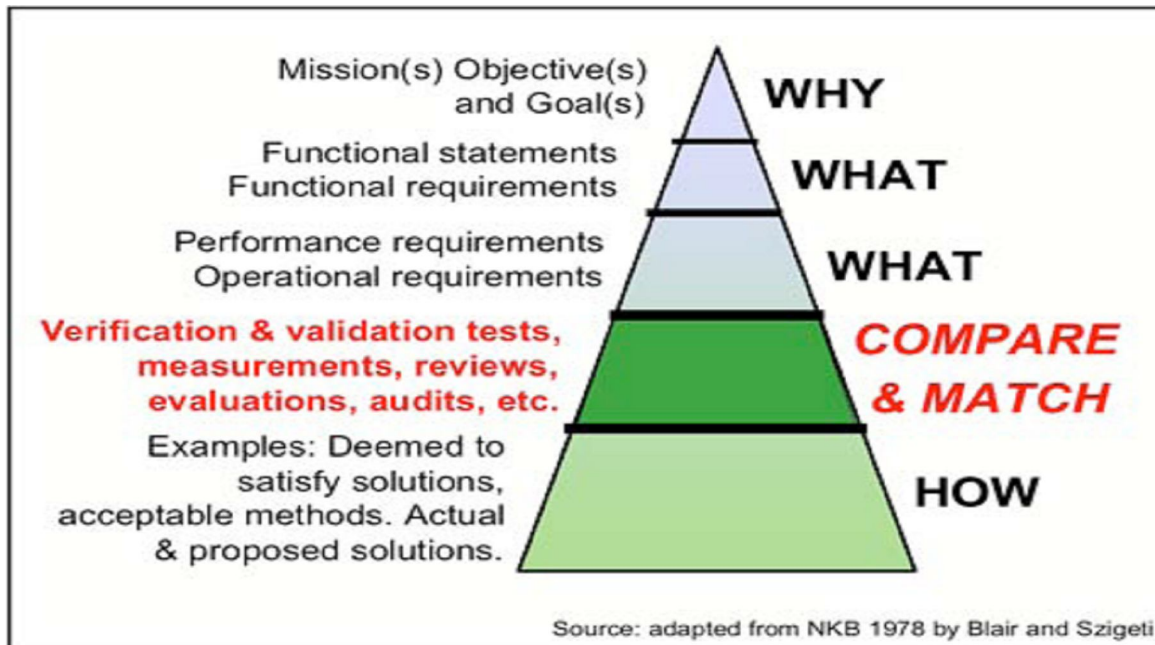 Mission(s) Objective(s)
and Goal(s)
WHY
Functional statements
Functional requirements
WHAT
Performance requirements
Operational requirements
WHAT
Verification & validation tests,
measurements, reviews,
evaluations, audits, etc.
COMPARE
& MATCH
Examples: Deemed to
satisfy solutions,
acceptable methods. Actual
& proposed solutions.
HOW
Source: adapted from NKB 1978 by Blair and Szigeti